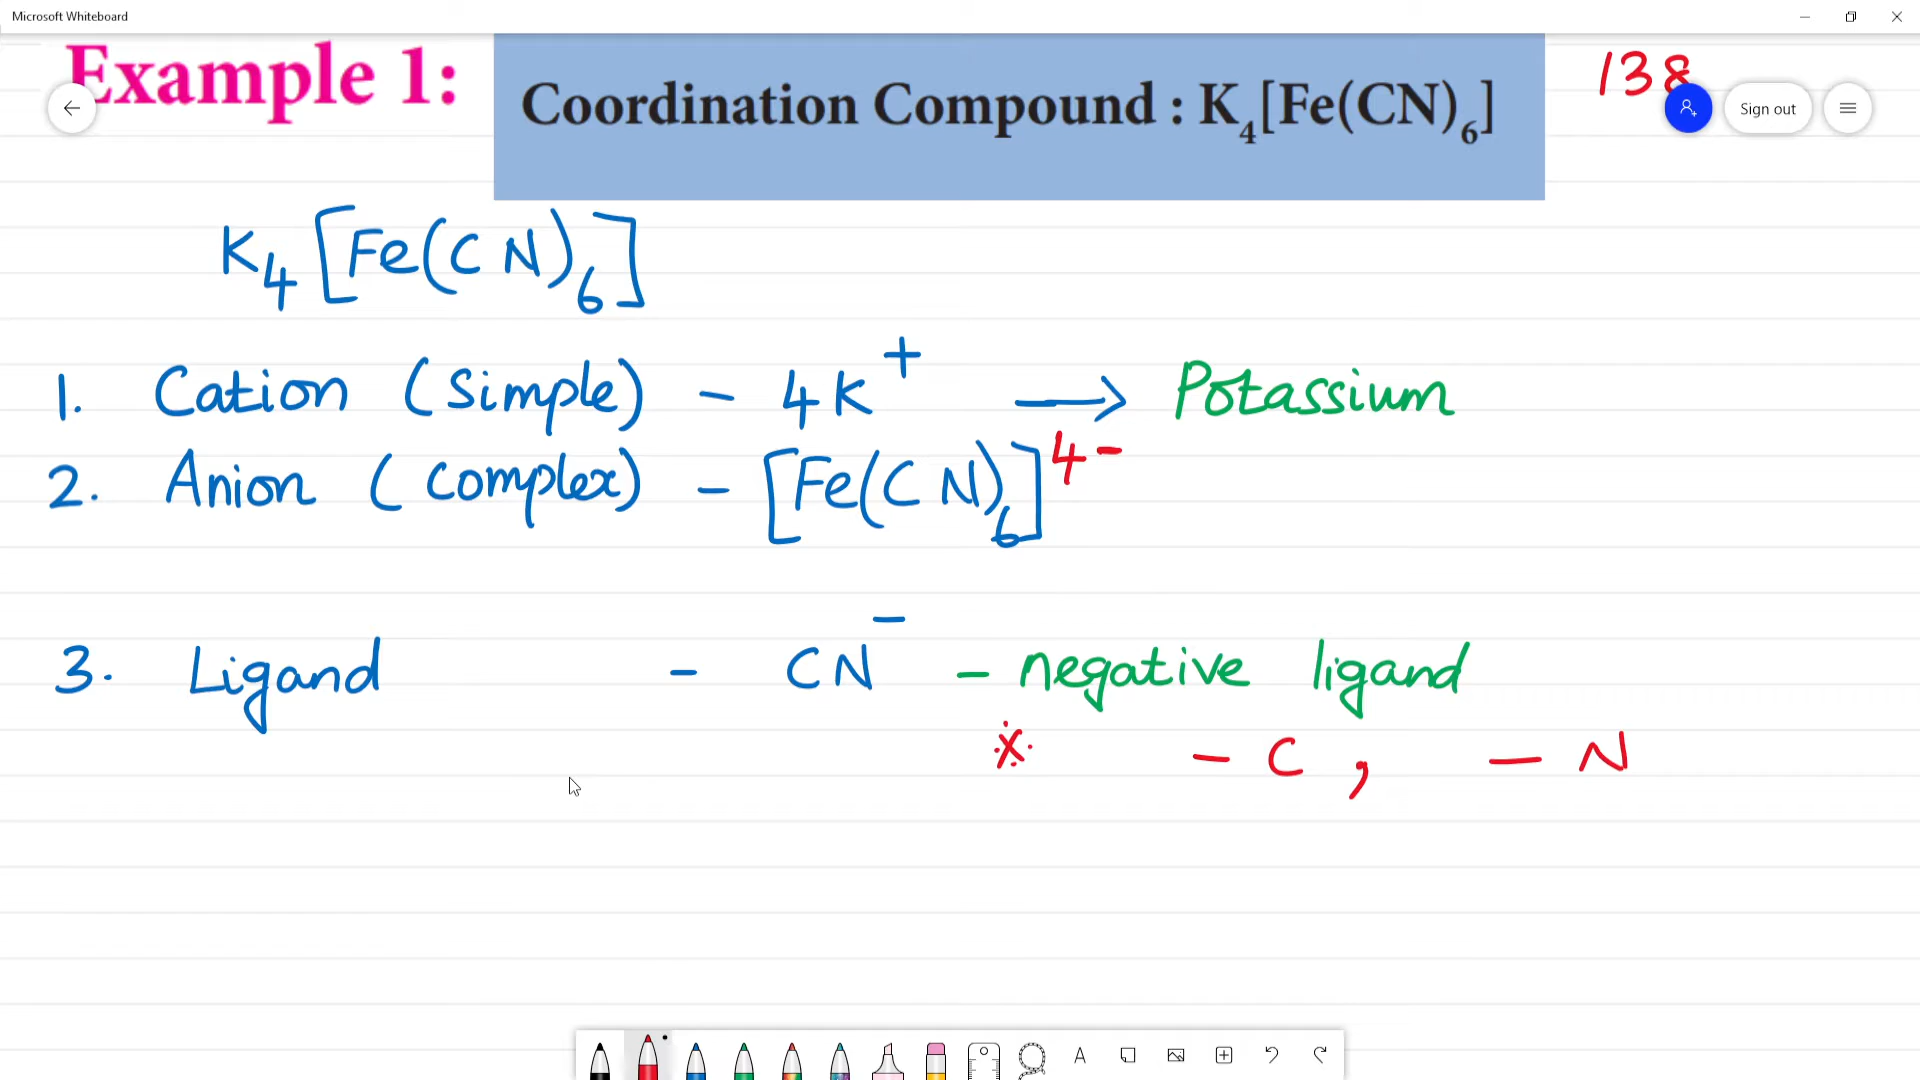 Microsoft Whiteboard
Example 1:
Coordination Compound : K₄[Fe(CN)₆]
138
Sign out
K₄[Fe(CN)₆]
1. Cation (Simple) - 4K⁺ → Potassium
2. Anion (Complex) - [Fe(CN)₆]⁴⁻
3. Ligand - CN⁻ - negative ligand
* - C , - N
A